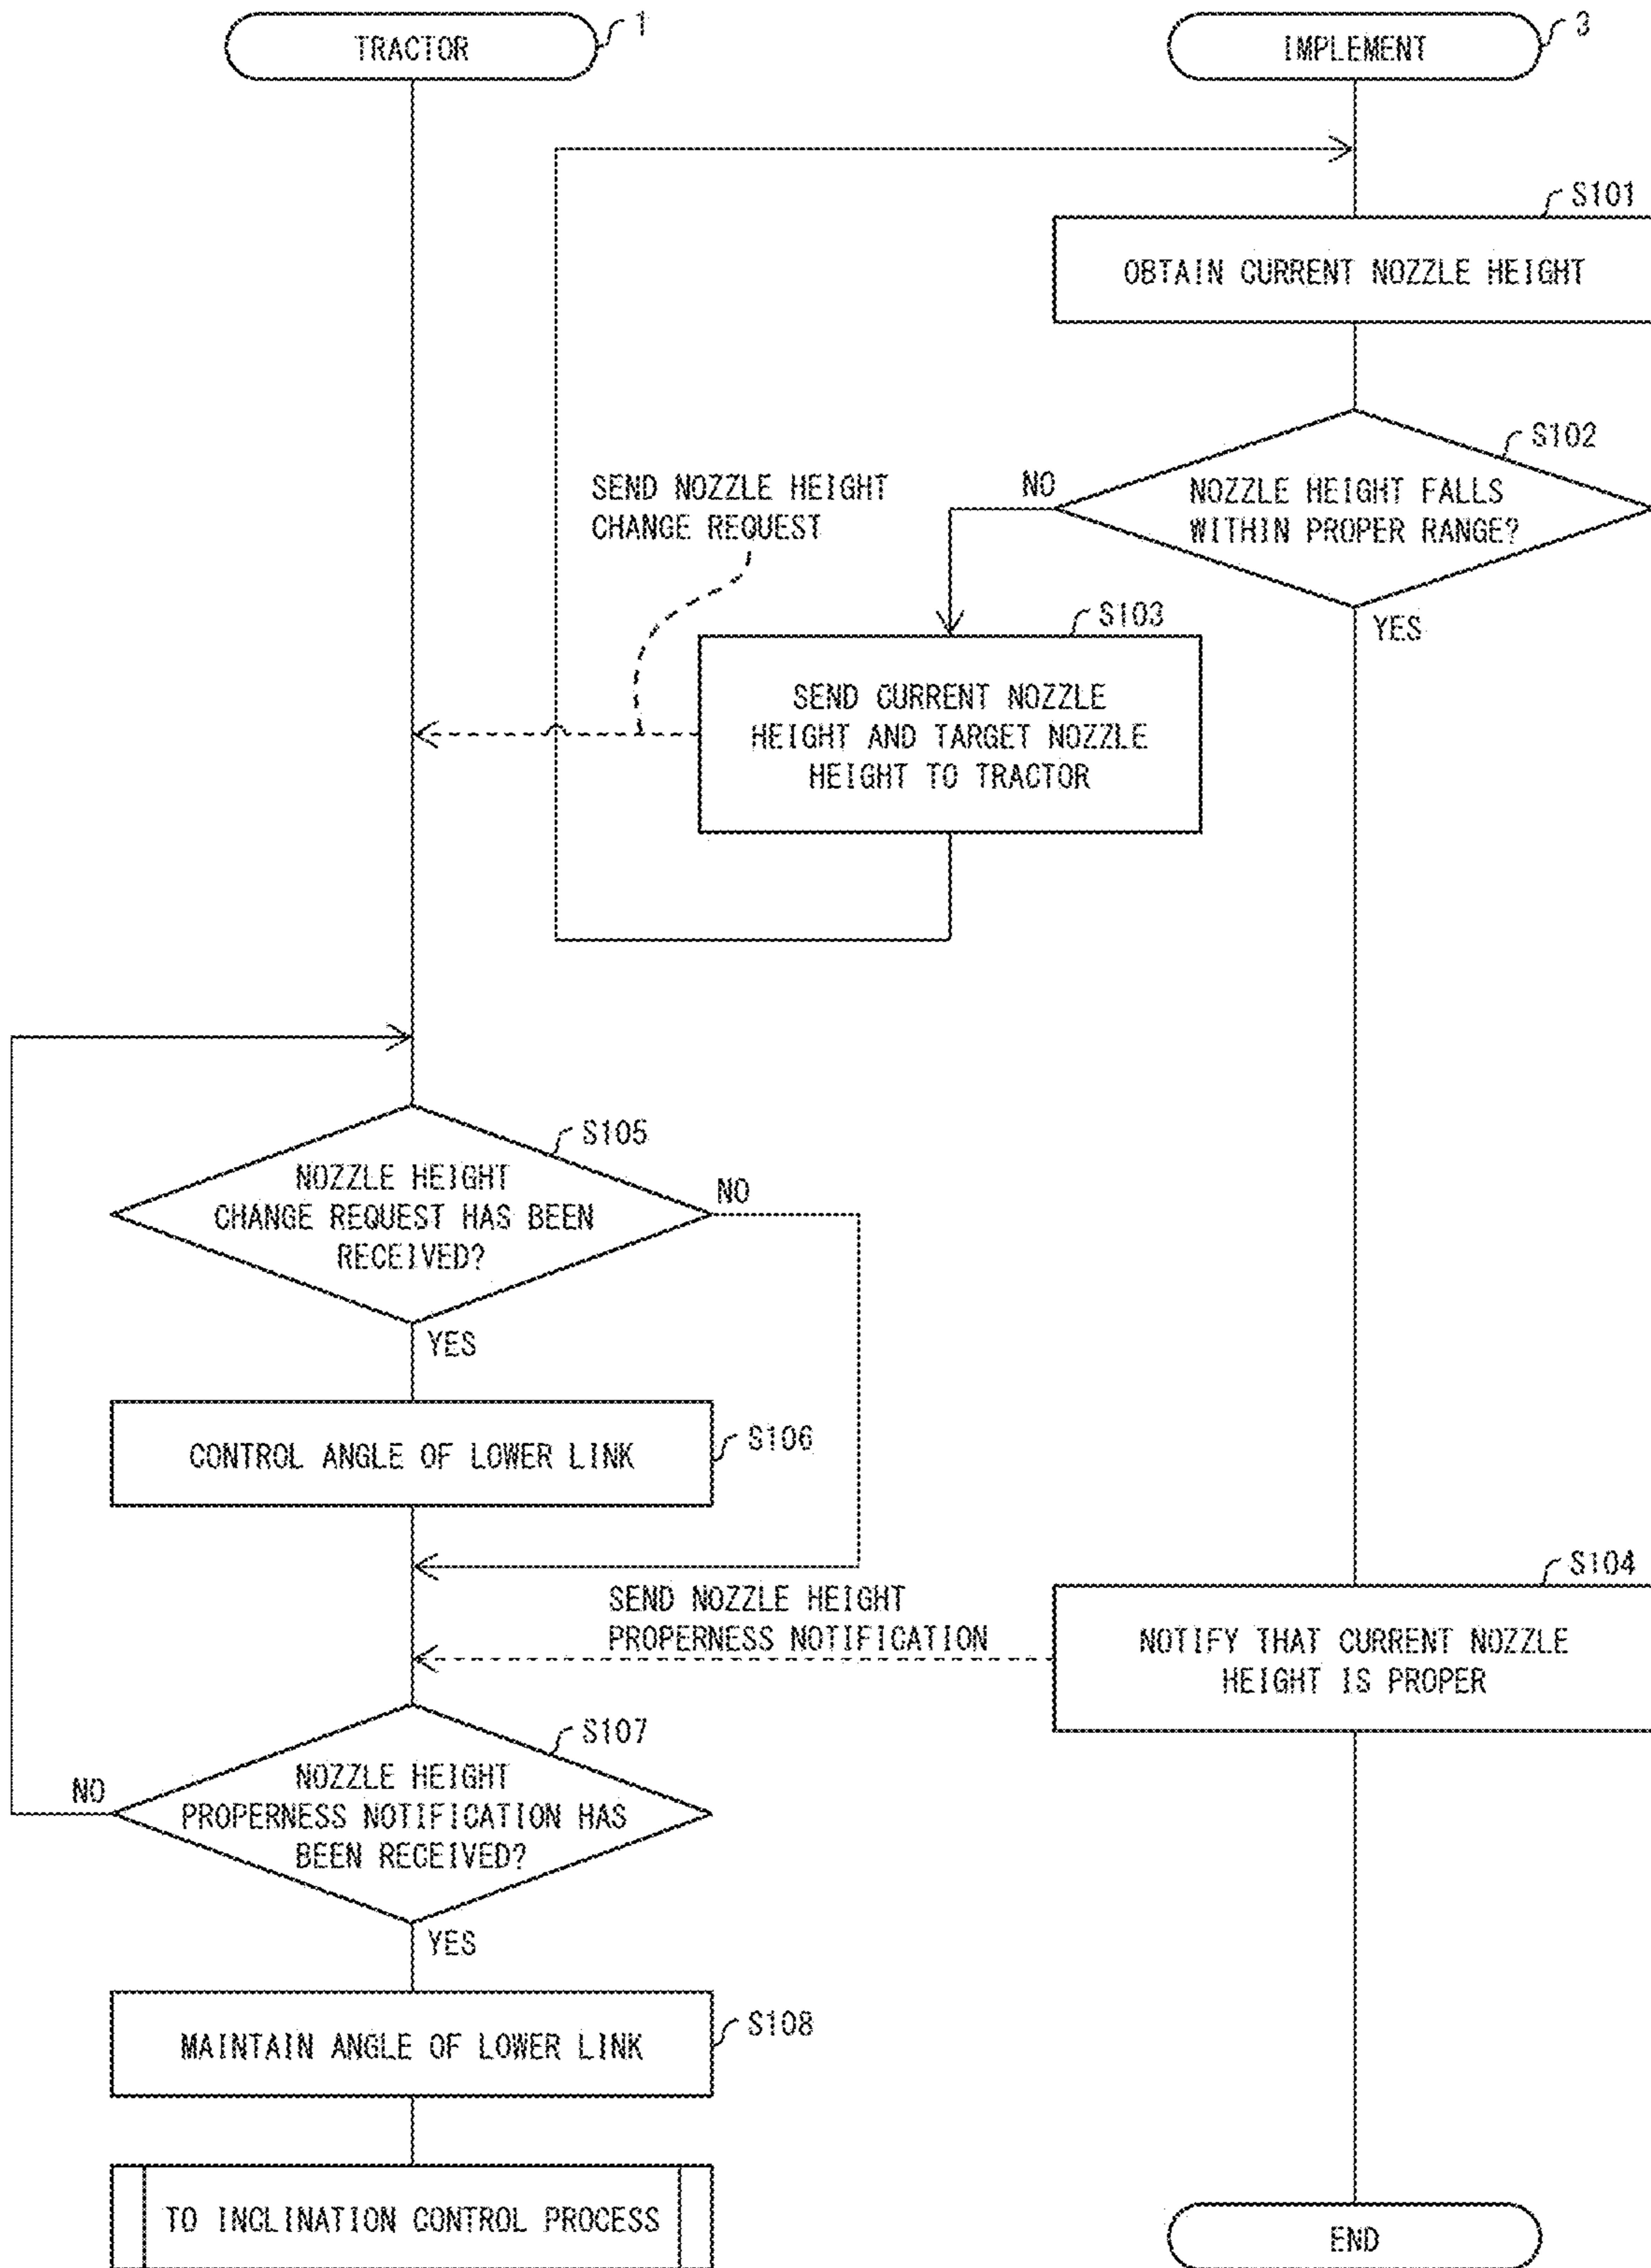 TRACTOR
1
IMPLEMENT
3
S101
OBTAIN CURRENT NOZZLE HEIGHT
S102
NOZZLE HEIGHT FALLS
WITHIN PROPER RANGE?
NO
YES
SEND NOZZLE HEIGHT
CHANGE REQUEST
S103
SEND CURRENT NOZZLE
HEIGHT AND TARGET NOZZLE
HEIGHT TO TRACTOR
S105
NOZZLE HEIGHT
CHANGE REQUEST HAS BEEN
RECEIVED?
NO
YES
CONTROL ANGLE OF LOWER LINK
S106
S104
SEND NOZZLE HEIGHT
PROPERNESS NOTIFICATION
NOTIFY THAT CURRENT NOZZLE
HEIGHT IS PROPER
S107
NOZZLE HEIGHT
PROPERNESS NOTIFICATION HAS
BEEN RECEIVED?
NO
YES
MAINTAIN ANGLE OF LOWER LINK
S108
TO INCLINATION CONTROL PROCESS
END